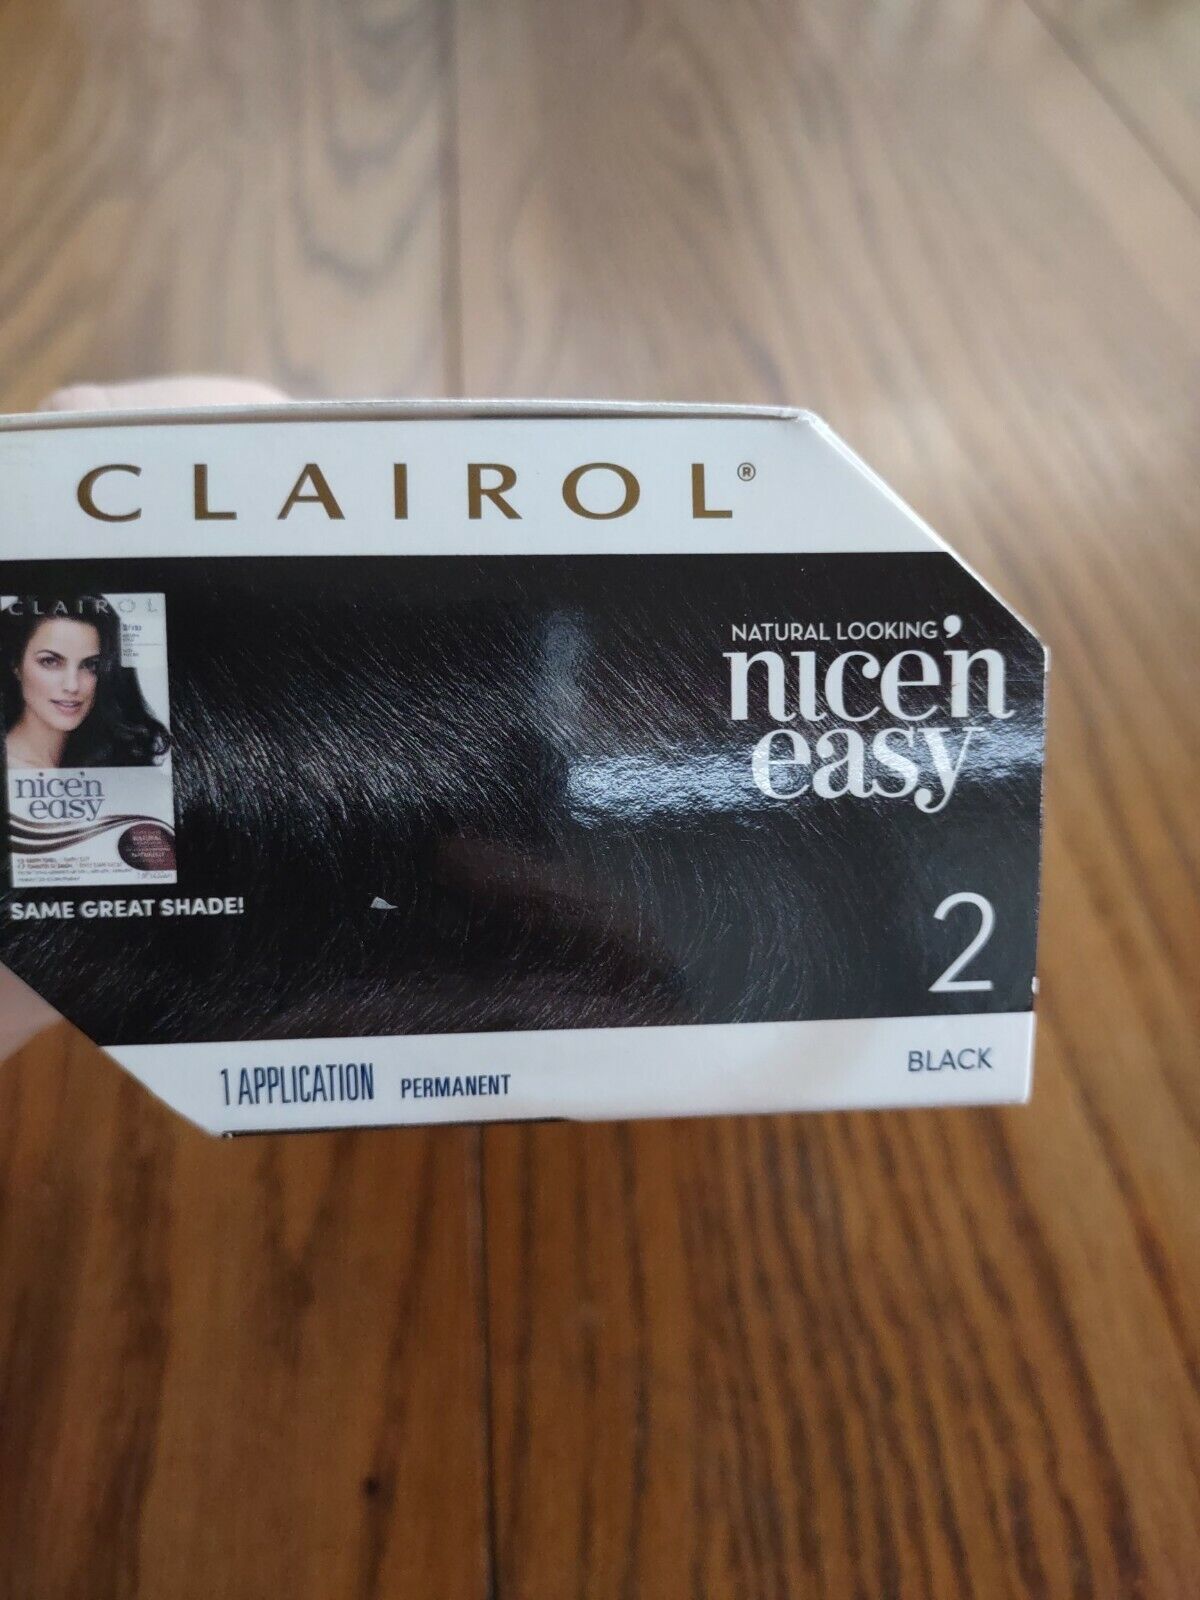 CLAIROL®
CLAIROL
nice'n
easy
SAME GREAT SHADE!
NATURAL LOOKING
nice'n
easy
2
1 APPLICATION PERMANENT
BLACK